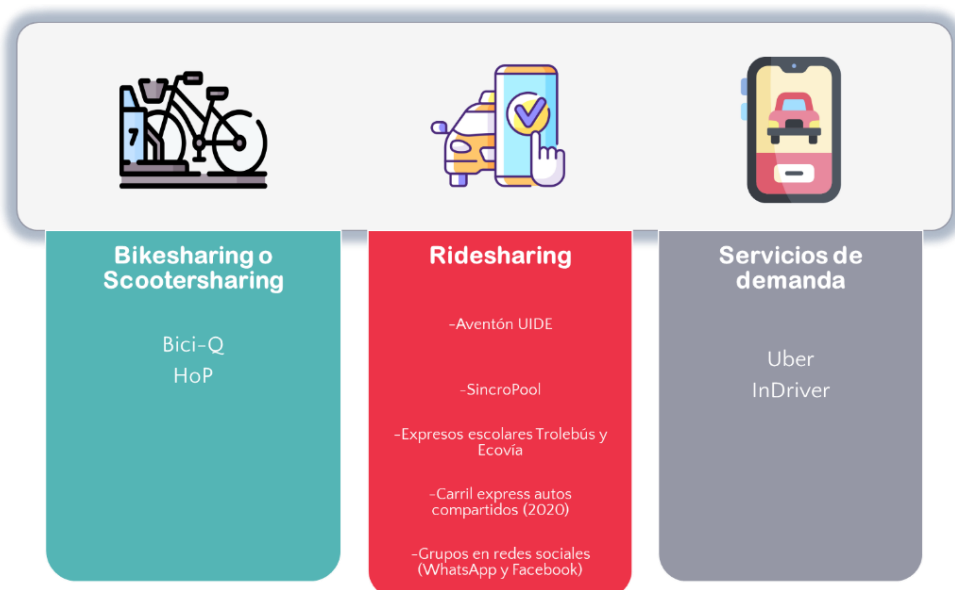 7
Bikesharing o
Scootersharing
Bici-Q
HoP
Ridesharing
-Aventón UIDE
-SincroPool
-Expresos escolares Trolebús y
Ecovía
-Carril express autos
compartidos (2020)
-Grupos en redes sociales
(WhatsApp y Facebook)
Servicios de
demanda
Uber
InDriver